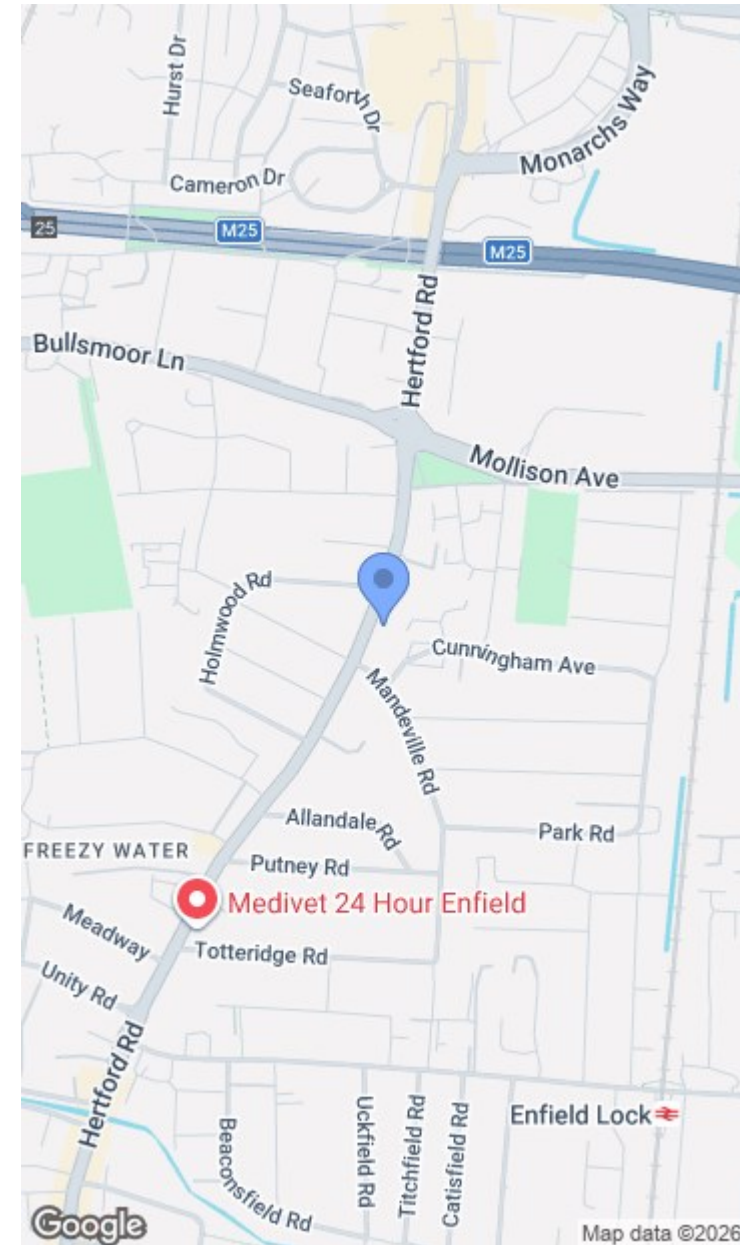 Hurst Dr
Seaforth Dr
Monarchs Way
Cameron Dr
25
M25
M25
Hertford Rd
Bullsmoor Ln
Mollison Ave
Holmwood Rd
Cunningham Ave
Mandeville Rd
Allandale Rd
Park Rd
FREEZY WATER
Putney Rd
Medivet 24 Hour Enfield
Meadway
Totteridge Rd
Unity Rd
Hertford Rd
Enfield Lock
Beaconsfield Rd
Uckfield Rd
Titchfield Rd
Catisfield Rd
Google
Map data ©2026